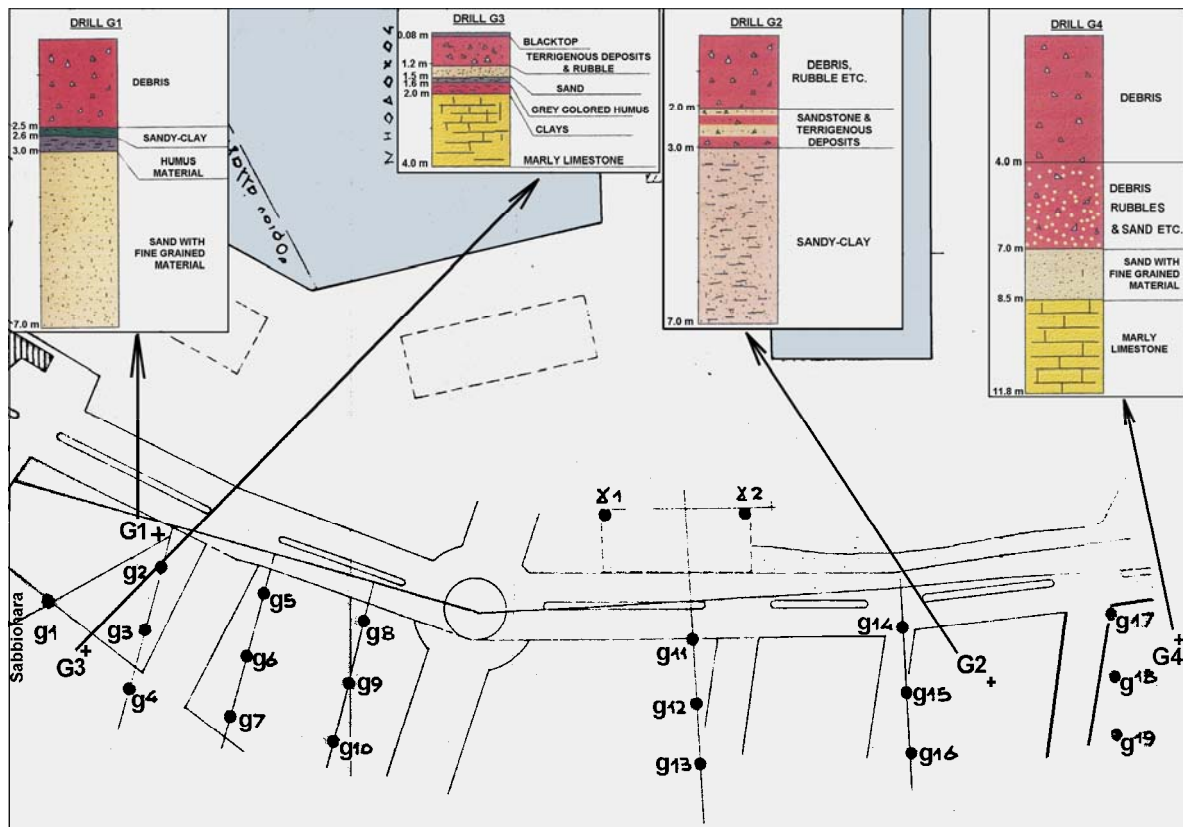 DRILL G1
DEBRIS
2.5 m
2.6 m
SANDY-CLAY
3.0 m
HUMUS
MATERIAL
SAND WITH
FINE GRAINED
MATERIAL
7.0 m
DRILL G3
0.08 m
BLACKTOP
TERRIGENOUS DEPOSITS
& RUBBLE
1.2 m
1.5 m
SAND
1.6 m
2.0 m
GREY COLORED HUMUS
CLAYS
MARLY LIMESTONE
4.0 m
DRILL G2
DEBRIS,
RUBBLE ETC.
2.0 m
SANDSTONE &
TERRIGENOUS
DEPOSITS
3.0 m
SANDY-CLAY
7.0 m
DRILL G4
DEBRIS
4.0 m
DEBRIS
RUBBLES
& SAND ETC.
7.0 m
SAND WITH
FINE GRAINED
MATERIAL
8.5 m
MARLY
LIMESTONE
11.8 m
G1
g2
g1
g3
G3
g4
Sabbionara
g5
g6
g7
g8
g9
g10
ɣ1
ɣ2
g11
g12
g13
g14
g15
g16
G2
g17
G4
g18
g19